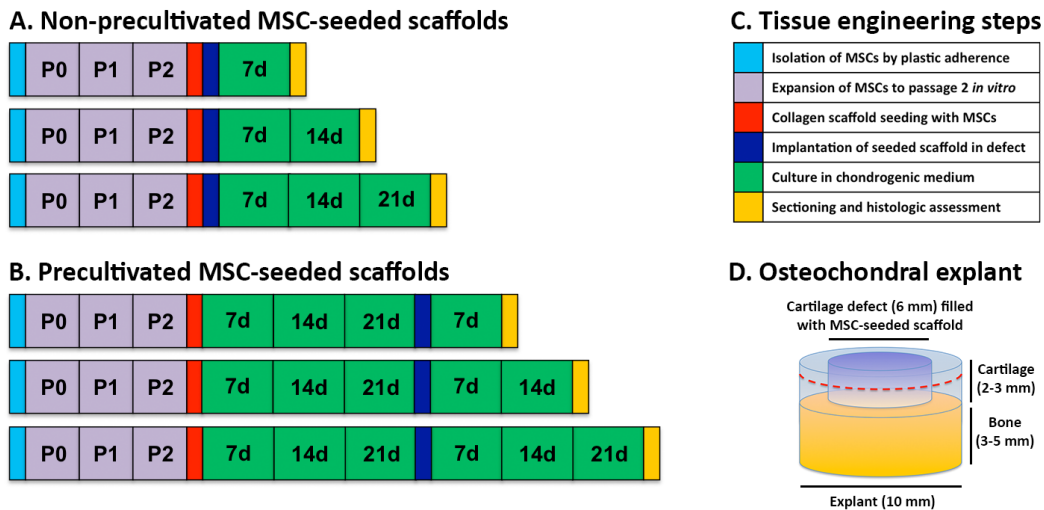 A. Non-precultivated MSC-seeded scaffolds
P0 P1 P2 7d
P0 P1 P2 7d 14d
P0 P1 P2 7d 14d 21d
B. Precultivated MSC-seeded scaffolds
P0 P1 P2 7d 14d 21d 7d
P0 P1 P2 7d 14d 21d 7d 14d
P0 P1 P2 7d 14d 21d 7d 14d 21d
C. Tissue engineering steps
Isolation of MSCs by plastic adherence
Expansion of MSCs to passage 2 in vitro
Collagen scaffold seeding with MSCs
Implantation of seeded scaffold in defect
Culture in chondrogenic medium
Sectioning and histologic assessment
D. Osteochondral explant
Cartilage defect (6 mm) filled
with MSC-seeded scaffold
Cartilage
(2-3 mm)
Bone
(3-5 mm)
Explant (10 mm)